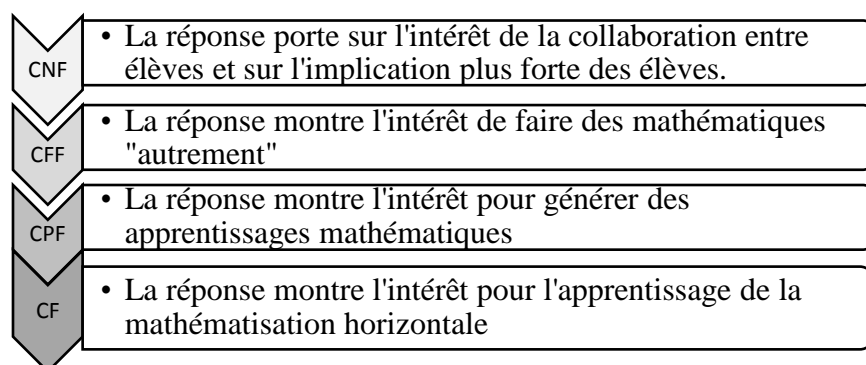 CNF
• La réponse porte sur l'intérêt de la collaboration entre
élèves et sur l'implication plus forte des élèves.
CFF
• La réponse montre l'intérêt de faire des mathématiques
"autrement"
CPF
• La réponse montre l'intérêt pour générer des
apprentissages mathématiques
CF
• La réponse montre l'intérêt pour l'apprentissage de la
mathématisation horizontale